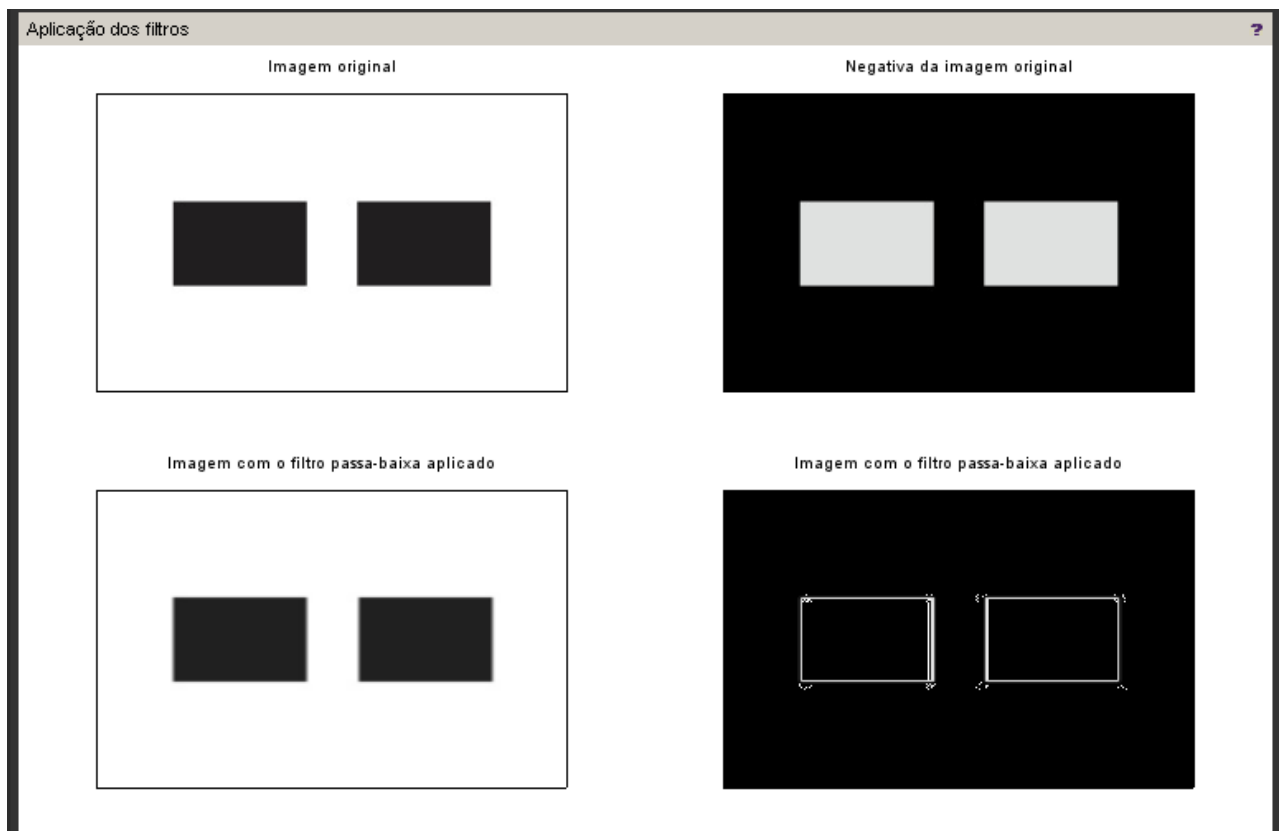 Aplicação dos filtros ?
Imagem original
Negativa da imagem original
Imagem com o filtro passa-baixa aplicado
Imagem com o filtro passa-baixa aplicado